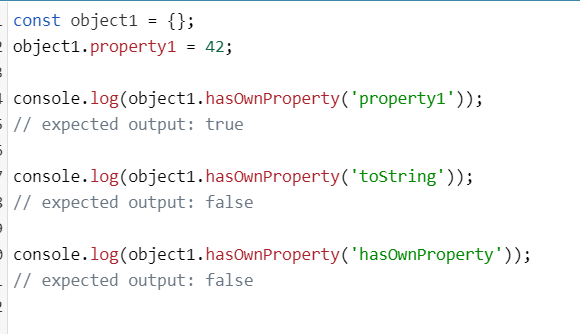 const object1 = {};
object1.property1 = 42;
console.log(object1.hasOwnProperty('property1'));
// expected output: true
console.log(object1.hasOwnProperty('toString'));
// expected output: false
console.log(object1.hasOwnProperty('hasOwnProperty'));
// expected output: false